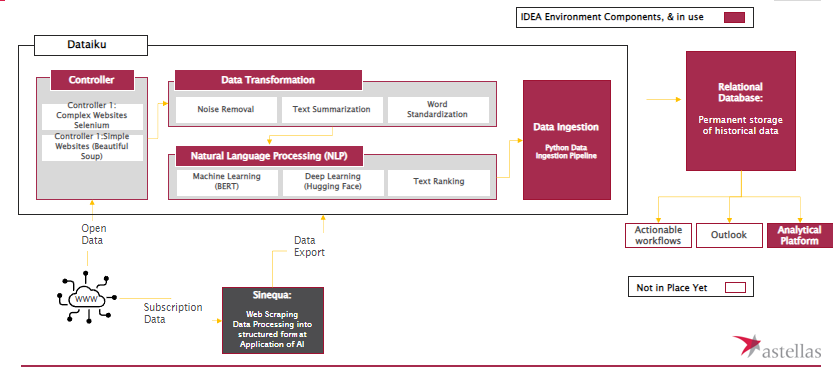 IDEA Environment Components, & in use
Dataiku
Controller
Controller 1:
Complex Websites
Selenium
Controller 1:Simple
Websites (Beautiful
Soup)
Data Transformation
Noise Removal
Text Summarization
Word
Standardization
Natural Language Processing (NLP)
Machine Learning
(BERT)
Deep Learning
(Hugging Face)
Text Ranking
Data Ingestion
Python Data
Ingestion Pipeline
Relational
Database:
Permanent storage
of historical data
Actionable
workflows
Outlook
Analytical
Platform
Not in Place Yet
Open
Data
Data
Export
WWW
Subscription
Data
Sinequa:
Web Scraping
Data Processing into
structured format
Application of AI
astellas